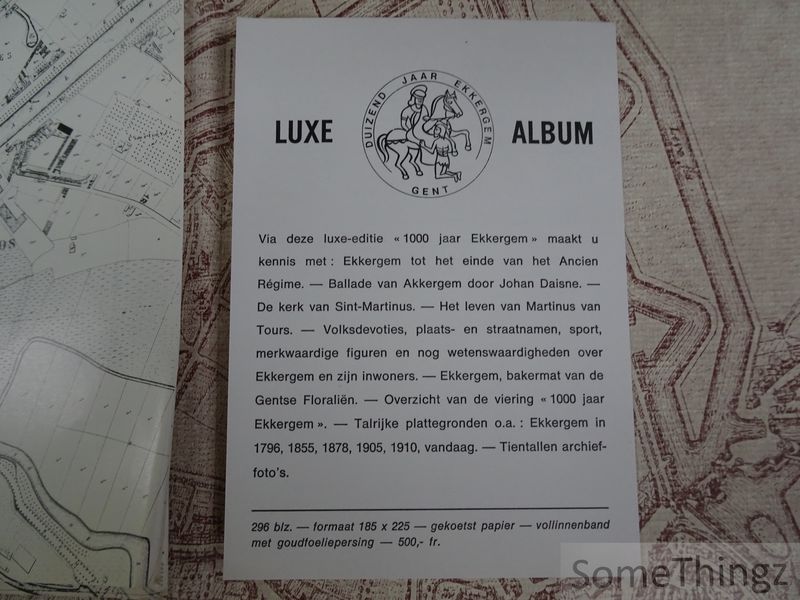 DUIZEND JAAR EKKERGEM
GENT
LUXE ALBUM
Via deze luxe-editie « 1000 jaar Ekkergem » maakt u
kennis met : Ekkergem tot het einde van het Ancien
Régime. — Ballade van Akkergem door Johan Daisne. —
De kerk van Sint-Martinus. — Het leven van Martinus van
Tours. — Volksdevoties, plaats- en straatnamen, sport,
merkwaardige figuren en nog wetenswaardigheden over
Ekkergem en zijn inwoners. — Ekkergem, bakermat van de
Gentse Floraliën. — Overzicht van de viering « 1000 jaar
Ekkergem ». — Talrijke plattegronden o.a. : Ekkergem in
1796, 1855, 1878, 1905, 1910, vandaag. — Tientallen archief-
foto's.
296 blz. — formaat 185 x 225 — gekoetst papier — vollinnenband
met goudfoeliepersing — 500,- fr.
SomeThingz